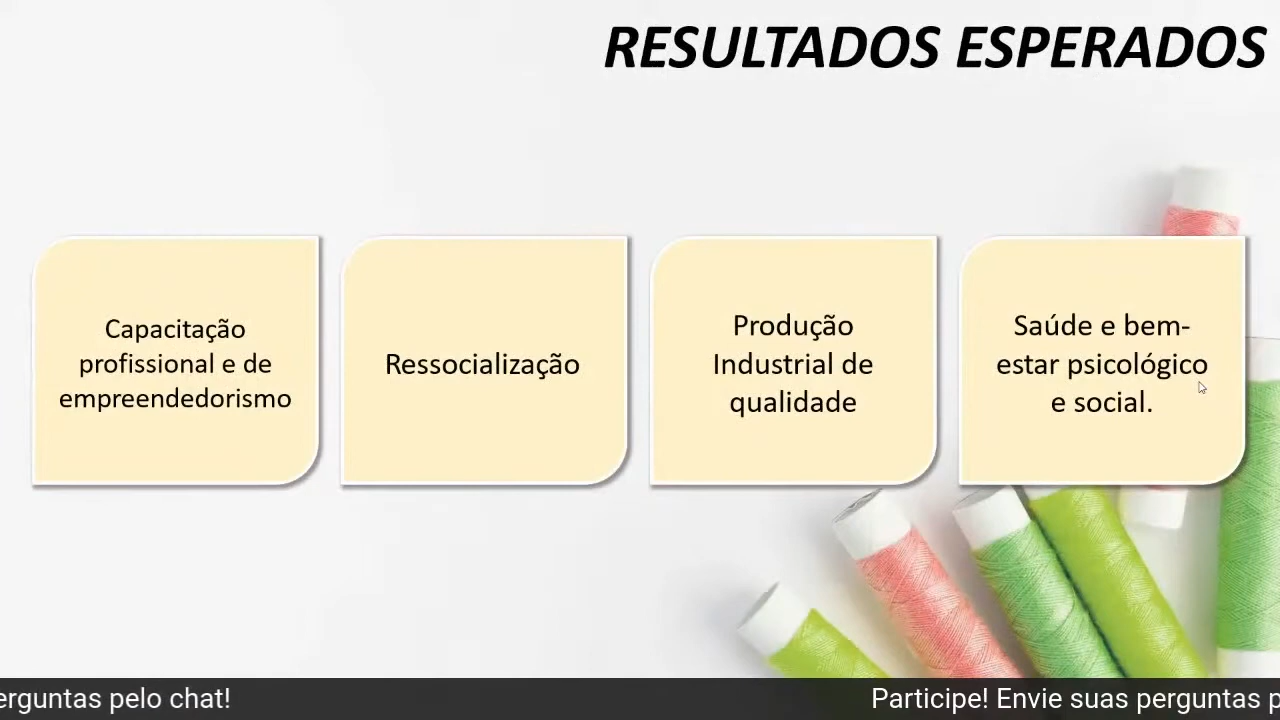 RESULTADOS ESPERADOS
Capacitação
profissional e de
empreendedorismo
Ressocialização
Produção
Industrial de
qualidade
Saúde e bem-
estar psicológico
e social.
erguntas pelo chat!
Participe! Envie suas perguntas p